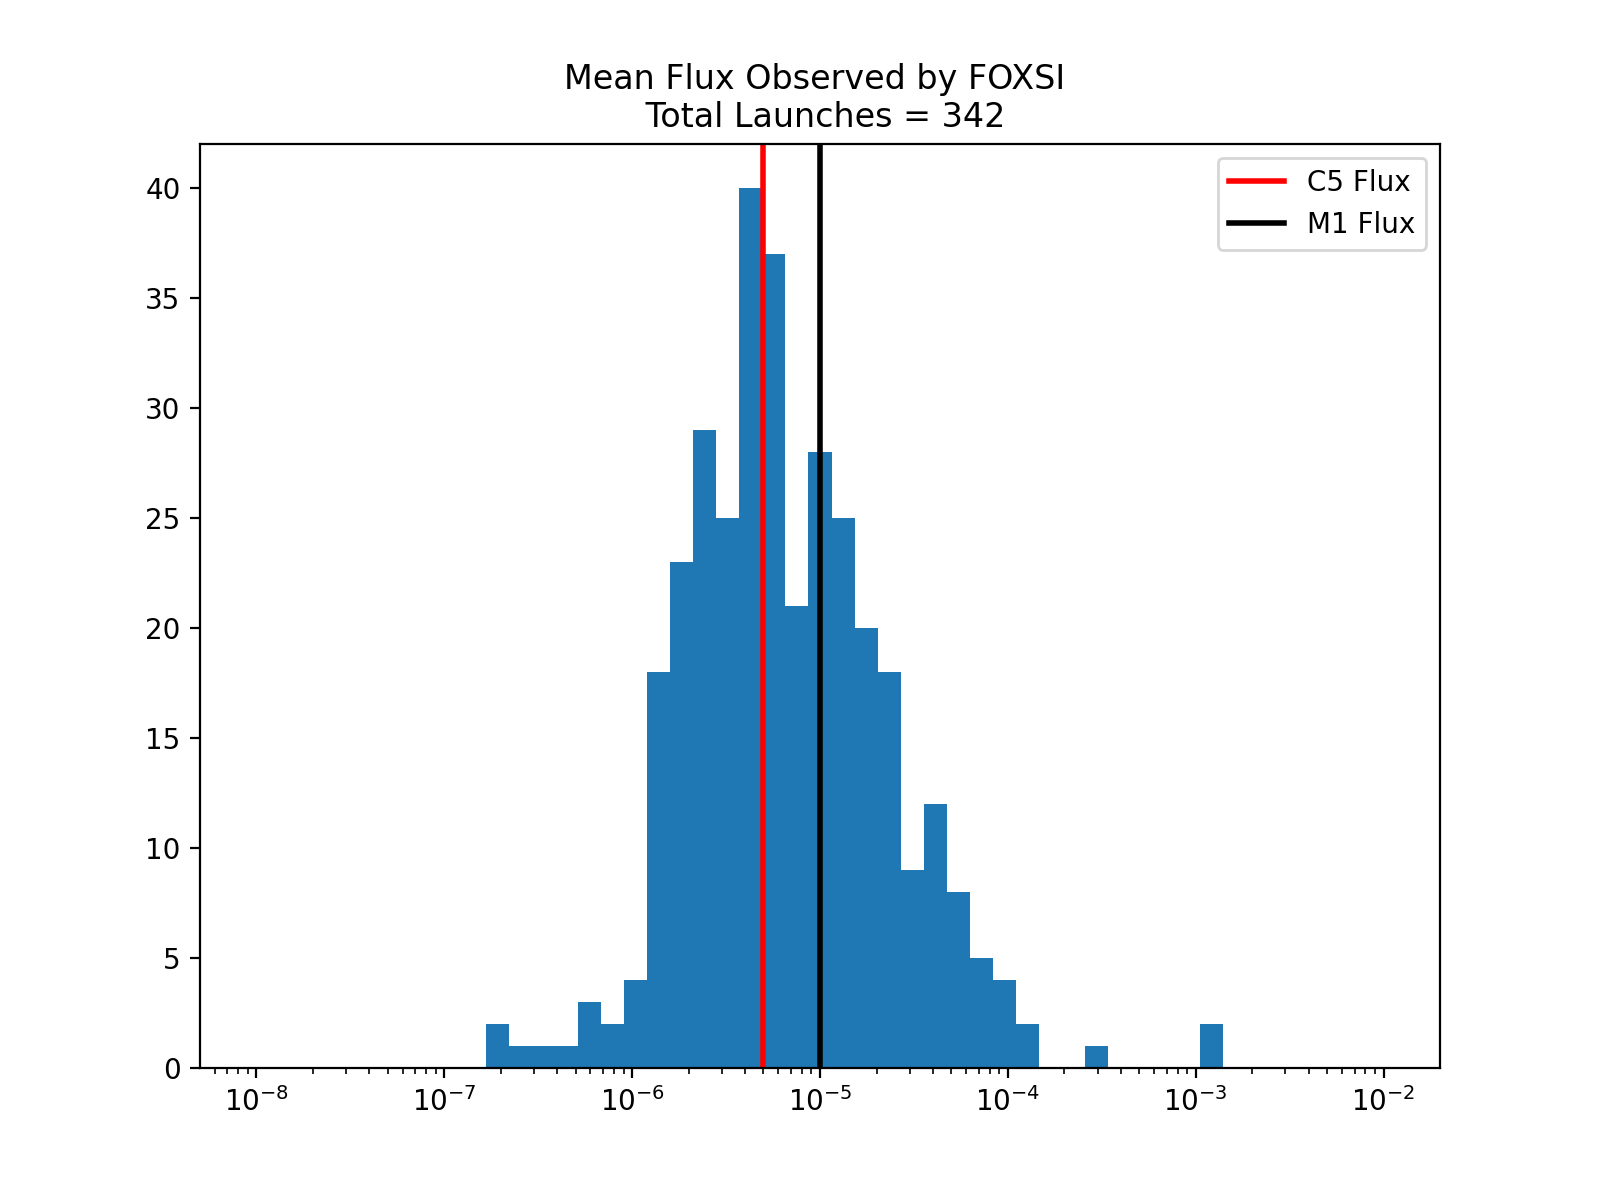 Mean Flux Observed by FOXSI
Total Launches = 342
C5 Flux
M1 Flux
40
35
30
25
20
15
10
5
0
10⁻⁸ 10⁻⁷ 10⁻⁶ 10⁻⁵ 10⁻⁴ 10⁻³ 10⁻²